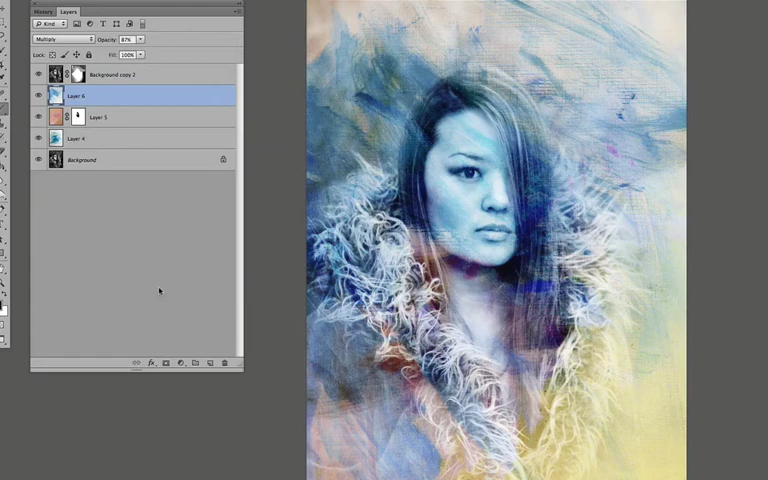 History Layers
Kind
Multiply Opacity: 87%
Lock: Fill: 100%
Background copy 2
Layer 6
Layer 5
Layer 4
Background
fx